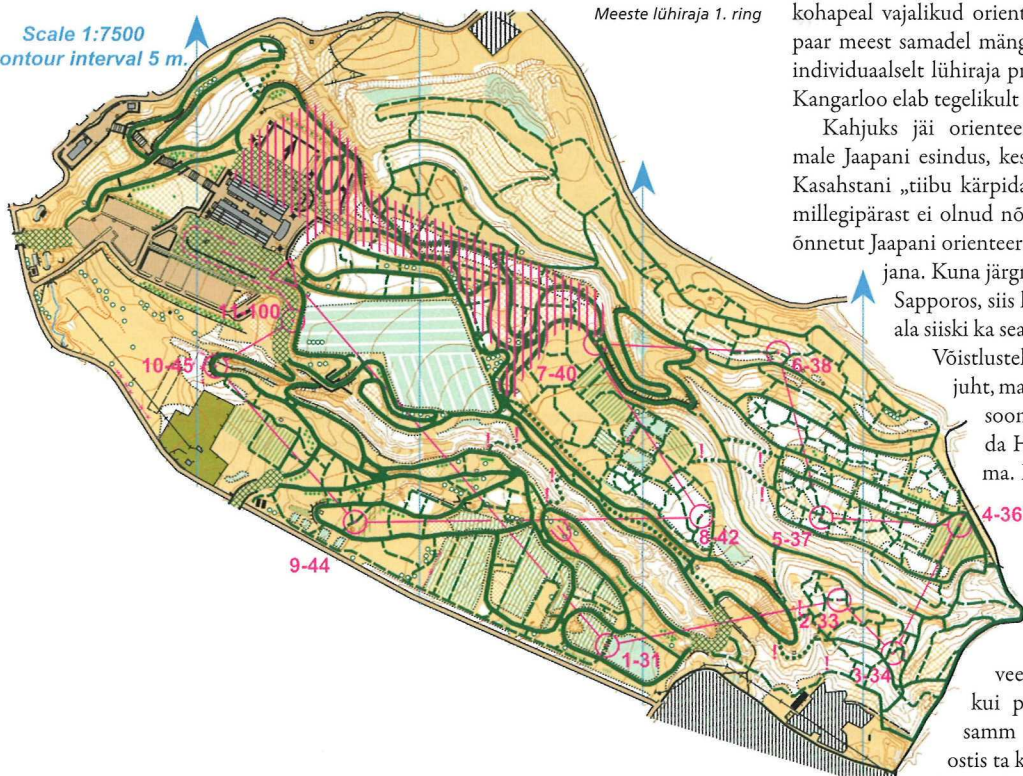 Meeste lühiraja 1. ring
Scale 1:7500
ontour interval 5 m.
11-100
10-45
7-40
6-38
4-36
8-42
5-37
9-44
2-33
1-31
3-34
kohapeal vajalikud orient
paar meest samadel mäng
individuaalselt lühiraja pr
Kangarloo elab tegelikult
Kahjuks jäi orientee
male Jaapani esindus, kes
Kasahstani „tiibu kärpida
millegipärast ei olnud nõ
õnnetut Jaapani orienteer
jana. Kuna järgr
Sapporos, siis
ala siiski ka sea
Võistlustel
juht, ma
soon
da H
ma.
vee
kui p
samm
ostis ta k